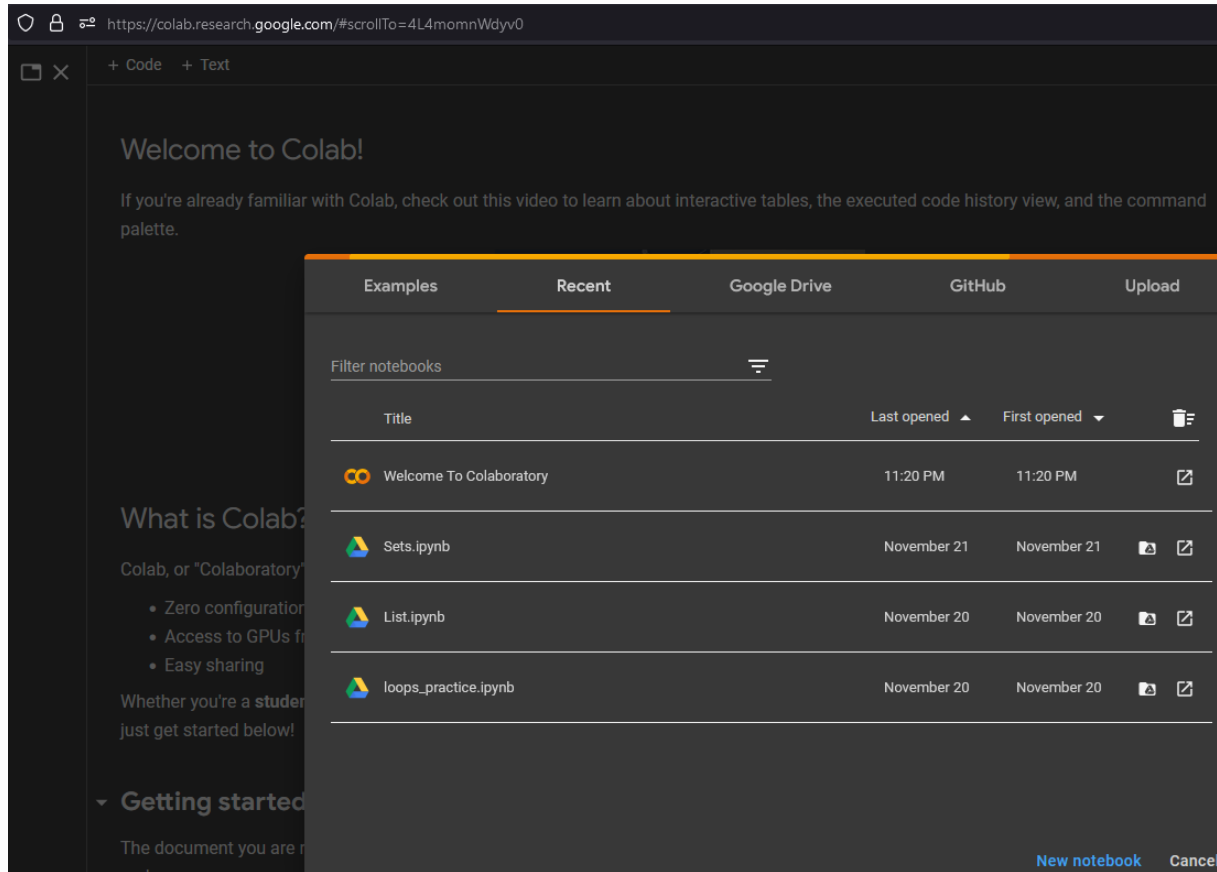 https://colab.research.google.com/#scrollTo=4L4momnWdyv0
+ Code + Text
Welcome to Colab!
If you're already familiar with Colab, check out this video to learn about interactive tables, the executed code history view, and the command
palette.
Examples Recent Google Drive GitHub Upload
Filter notebooks
Title Last opened First opened
Welcome To Colaboratory 11:20 PM 11:20 PM
Sets.ipynb November 21 November 21
List.ipynb November 20 November 20
loops_practice.ipynb November 20 November 20
New notebook Cancel
What is Colab?
Colab, or "Colaboratory"
• Zero configuration
• Access to GPUs
• Easy sharing
Whether you're a
just get started below!
Getting started
The document you are